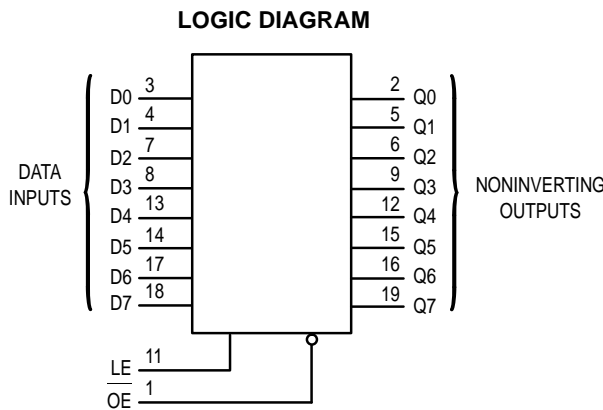 LOGIC DIAGRAM
D0 3
D1 4
D2 7
D3 8
D4 13
D5 14
D6 17
D7 18
DATA
INPUTS
2 Q0
5 Q1
6 Q2
9 Q3
12 Q4
15 Q5
16 Q6
19 Q7
NONINVERTING
OUTPUTS
LE 11
O̅E̅ 1